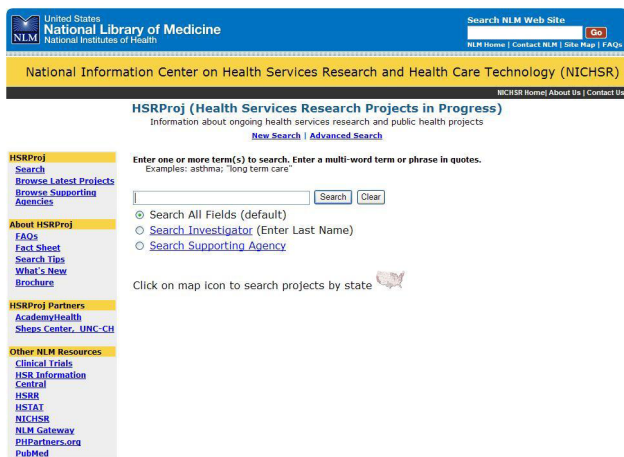 United States
National Library of Medicine
National Institutes of Health
NLM
Search NLM Web Site
Go
NLM Home | Contact NLM | Site Map | FAQs
National Information Center on Health Services Research and Health Care Technology (NICHSR)
NICHSR Home| About Us | Contact Us
HSRProj (Health Services Research Projects in Progress)
Information about ongoing health services research and public health projects
New Search | Advanced Search
HSRProj
Search
Browse Latest Projects
Browse Supporting
Agencies
About HSRProj
FAQs
Fact Sheet
Search Tips
What's New
Brochure
HSRProj Partners
AcademyHealth
Sheps Center, UNC-CH
Other NLM Resources
Clinical Trials
HSR Information
Central
HSRR
HSTAT
NICHSR
NLM Gateway
PHPartners.org
PubMed
Enter one or more term(s) to search. Enter a multi-word term or phrase in quotes.
Examples: asthma; "long term care"
Search Clear
Search All Fields (default)
Search Investigator (Enter Last Name)
Search Supporting Agency
Click on map icon to search projects by state